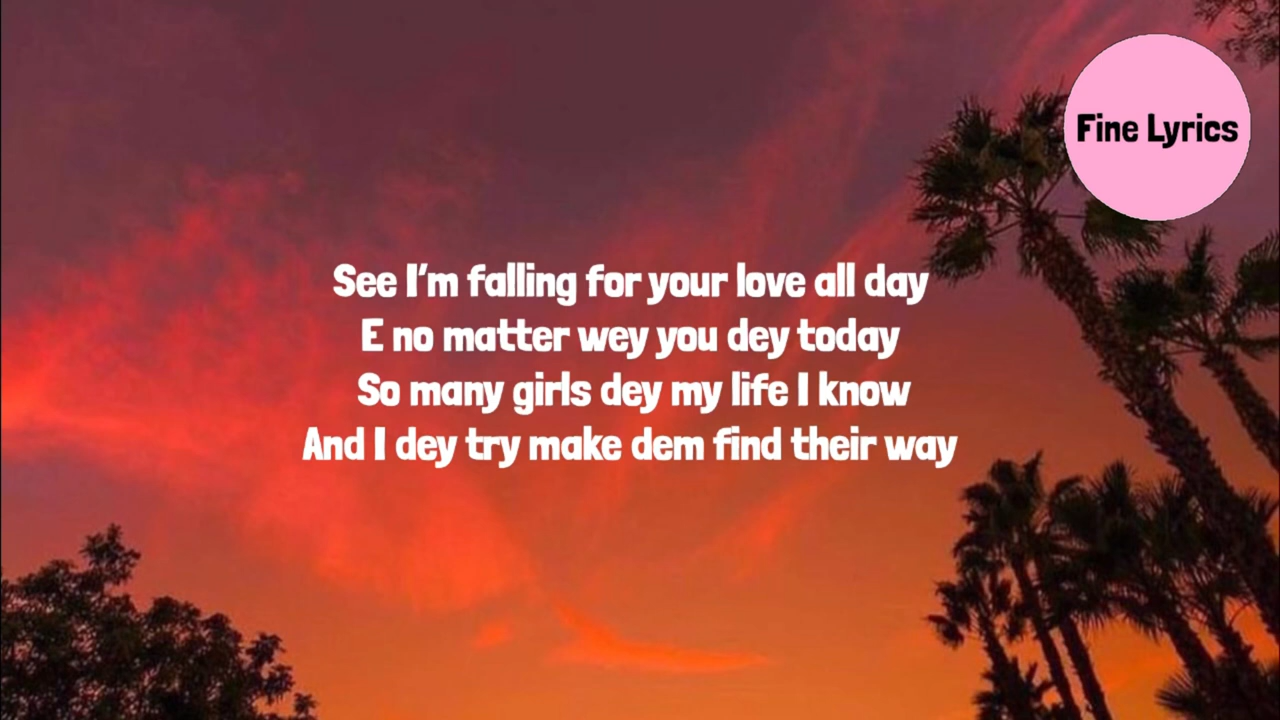 Fine Lyrics
See I'm falling for your love all day
E no matter wey you dey today
So many girls dey my life I know
And I dey try make dem find their way